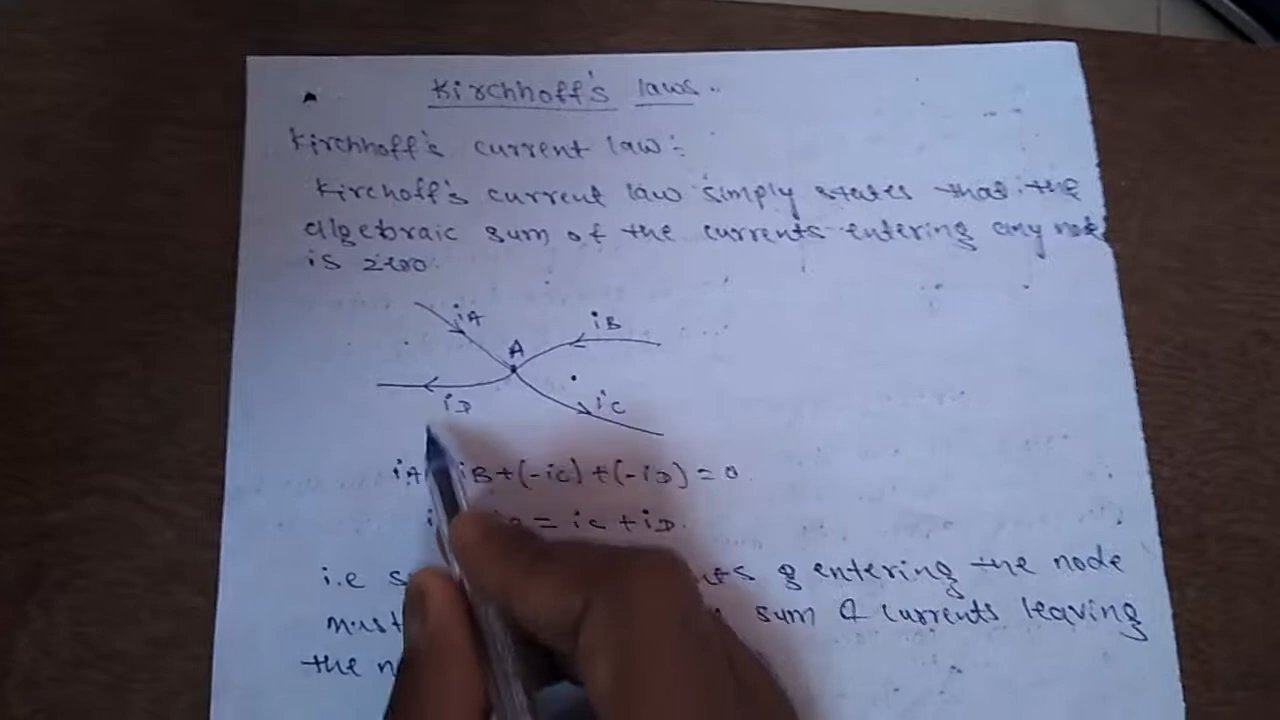 Kirchhoff's laws.
Kirchhoff's current law:
Kirchoff's current law simply states that the
algebraic sum of the currents entering any node
is zero.
iA
iB
A
iD
iC
iA iB+(-iC)+(-iD)=0
= ic + iD.
i.e entering the node
must sum of currents leaving
the